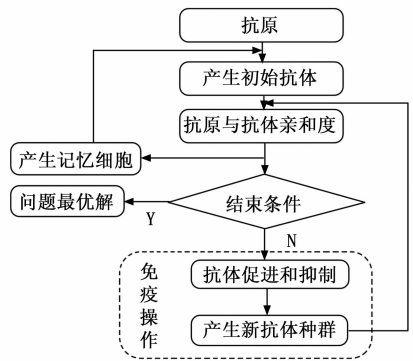 抗原
产生初始抗体
抗原与抗体亲和度
产生记忆细胞
问题最优解
Y
结束条件
N
免疫操作
抗体促进和抑制
产生新抗体种群